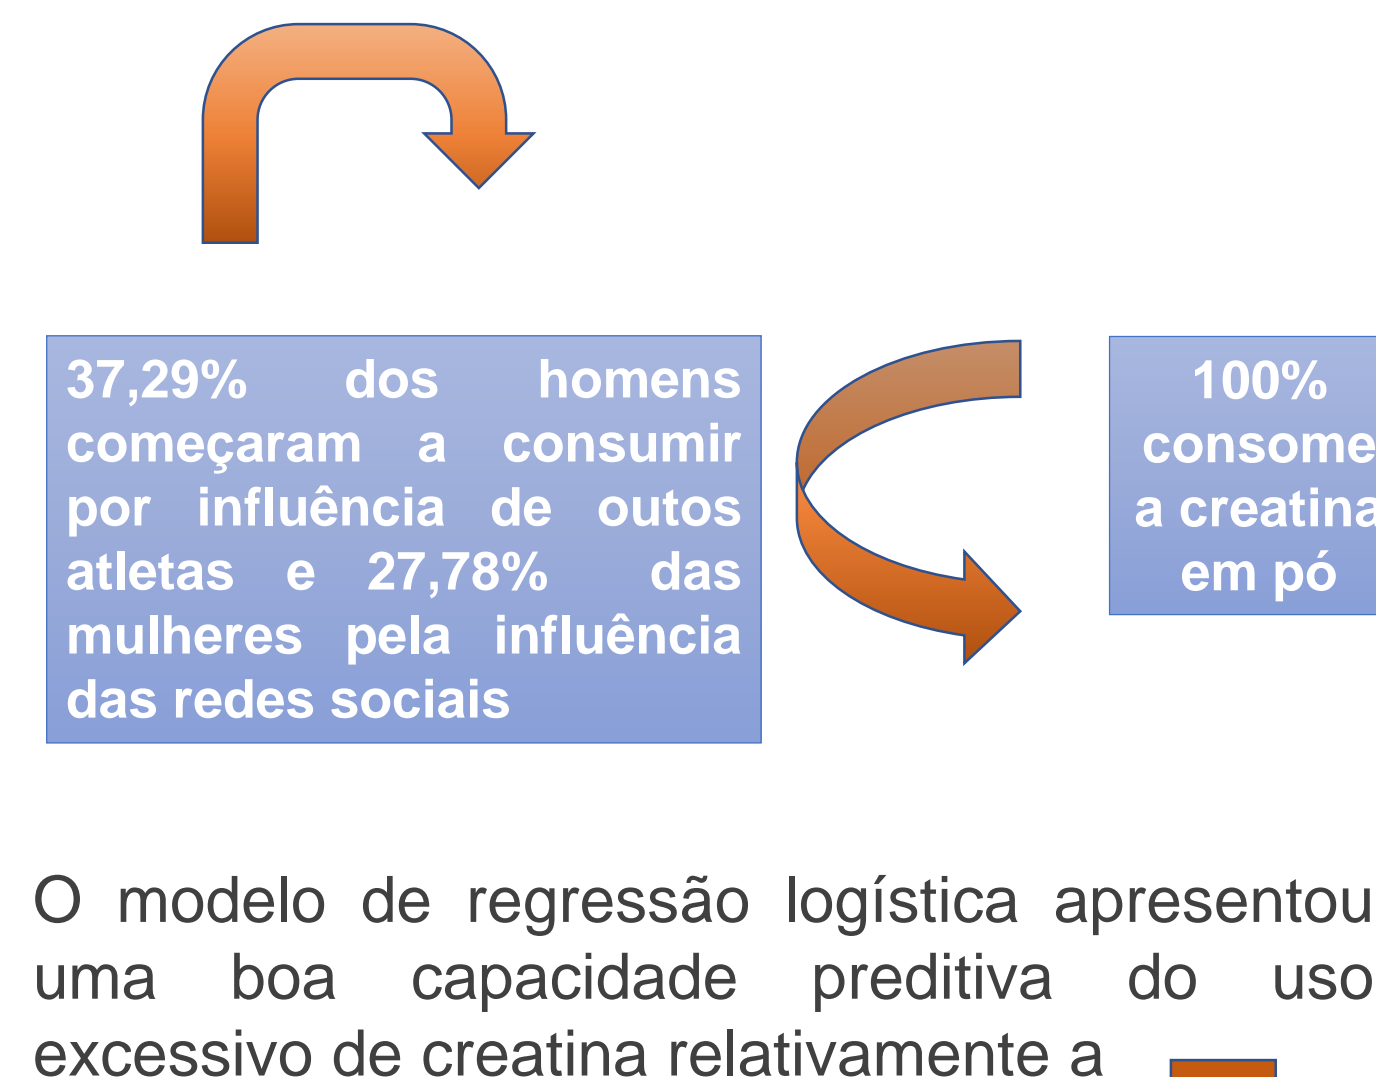 37,29% dos homens
começaram a consumir
por influência de outos
atletas e 27,78% das
mulheres pela influência
das redes sociais
100%
consome
a creatina
em pó
O modelo de regressão logística apresentou
uma boa capacidade preditiva do uso
excessivo de creatina relativamente a